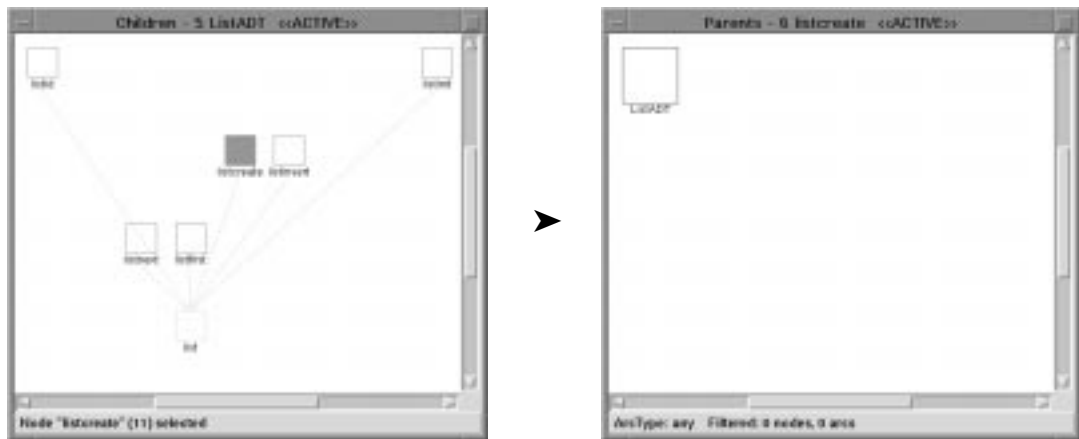 Children - 5 ListADT <<ACTIVE>>
listcreate
list
Node "listcreate" (11) selected
Parents - 6 listcreate <<ACTIVE>>
ListADT
ArcType: any Filtered: 0 nodes, 0 arcs